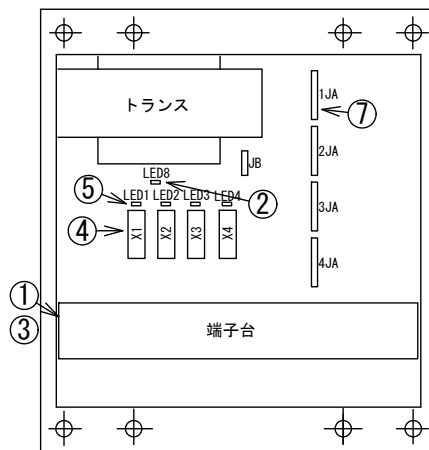 トランス
1JA
⑦
2JA
JB
LED8
②
⑤
LED1 LED2 LED3 LED4
3JA
④
X1 X2 X3 X4
4JA
①
③
端子台